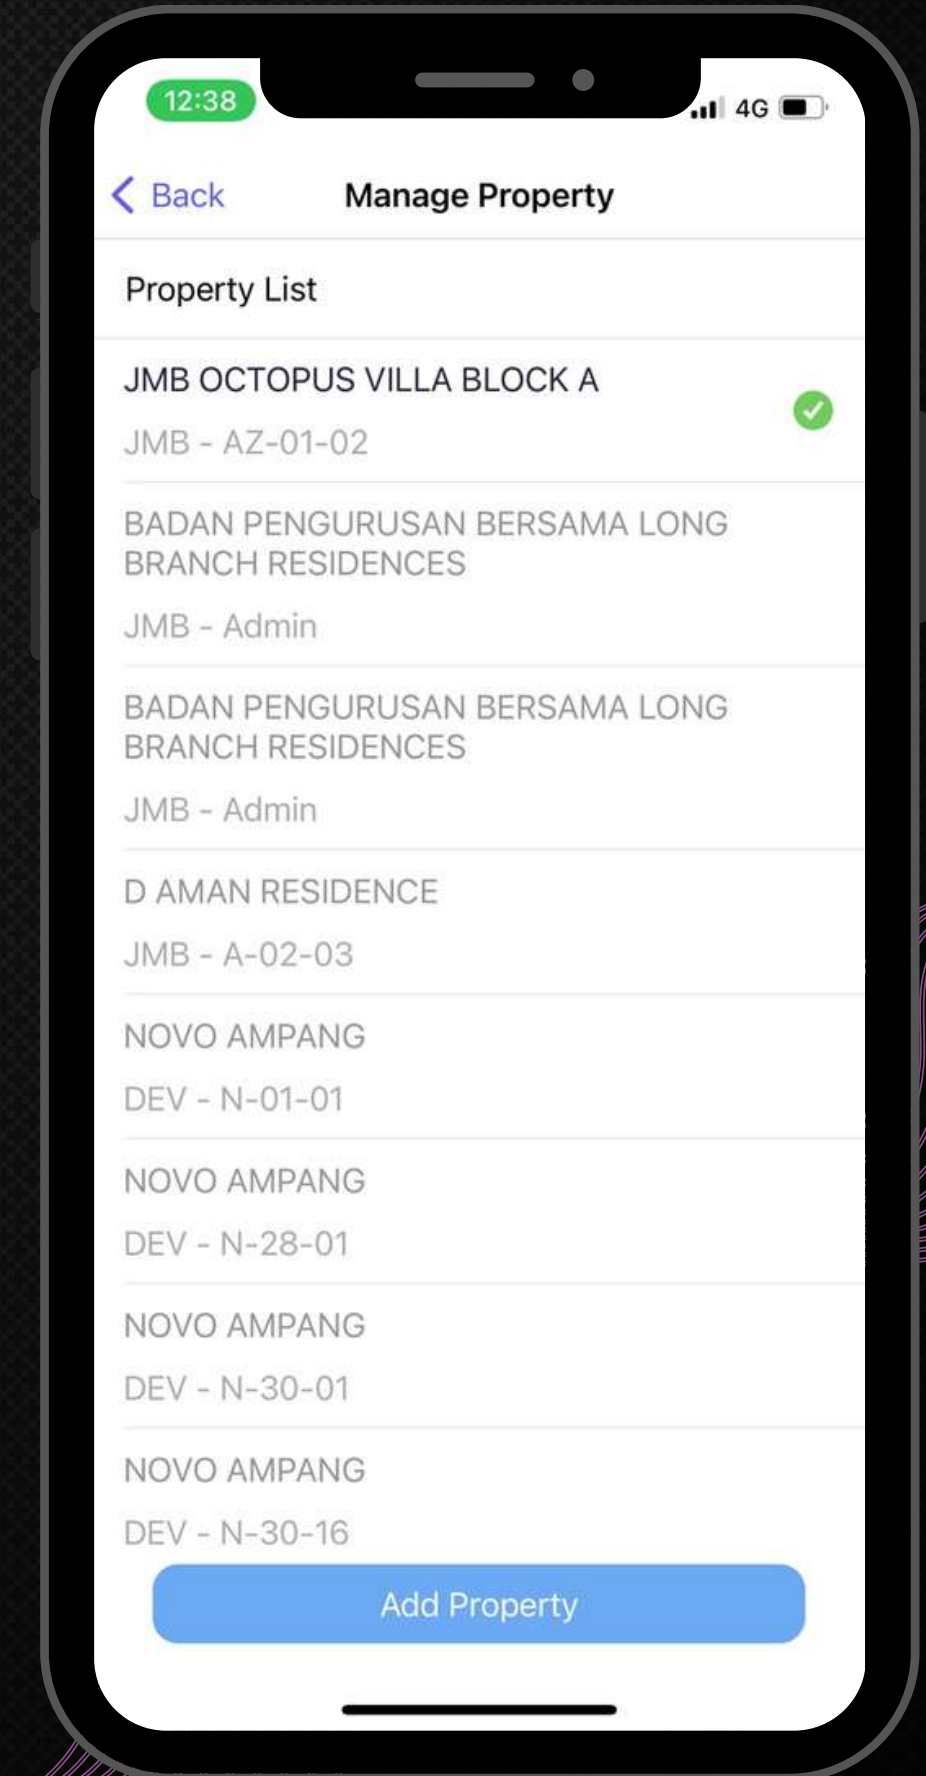 12:38
4G
Back
Manage Property
Property List
JMB OCTOPUS VILLA BLOCK A
JMB - AZ-01-02
BADAN PENGURUSAN BERSAMA LONG
BRANCH RESIDENCES
JMB - Admin
BADAN PENGURUSAN BERSAMA LONG
BRANCH RESIDENCES
JMB - Admin
D AMAN RESIDENCE
JMB - A-02-03
NOVO AMPANG
DEV - N-01-01
NOVO AMPANG
DEV - N-28-01
NOVO AMPANG
DEV - N-30-01
NOVO AMPANG
DEV - N-30-16
Add Property